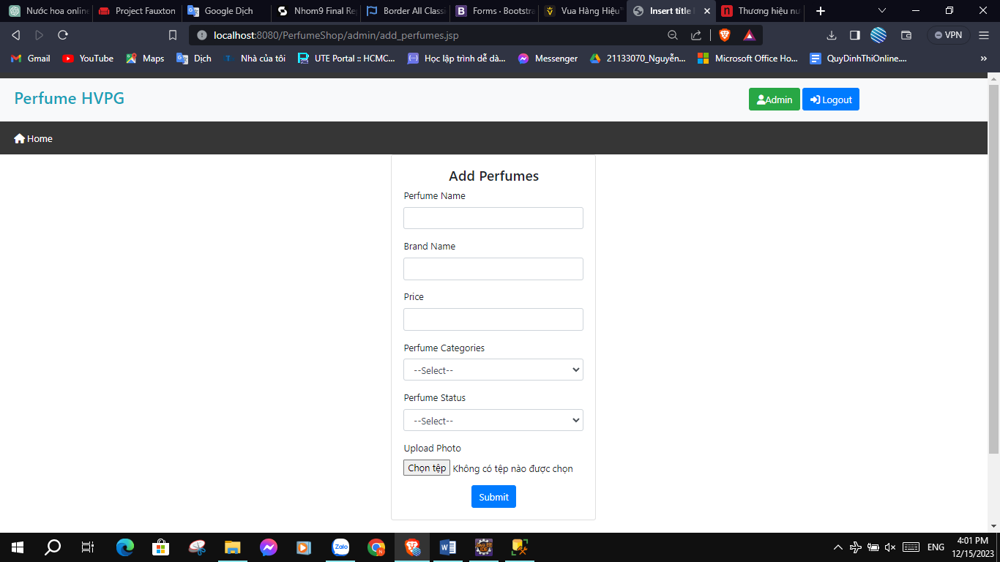 Nước hoa online
Project Fauxton
Google Dịch
Nhom9 Final Re
Border All Class
Forms · Bootstra
Vua Hàng Hiệu"
Insert title
Thương hiệu nư
localhost:8080/PerfumeShop/admin/add_perfumes.jsp
VPN
Gmail
YouTube
Maps
Dịch
Nhà của tôi
UTE Portal :: HCMC...
Học lập trình dễ dà...
Messenger
21133070_Nguyễn...
Microsoft Office Ho...
QuyDinhThiOnline....
»
Perfume HVPG
Admin
Logout
Home
Add Perfumes
Perfume Name
Brand Name
Price
Perfume Categories
--Select--
Perfume Status
--Select--
Upload Photo
Chọn tệp Không có tệp nào được chọn
Submit
Zalo
ENG
4:01 PM
12/15/2023